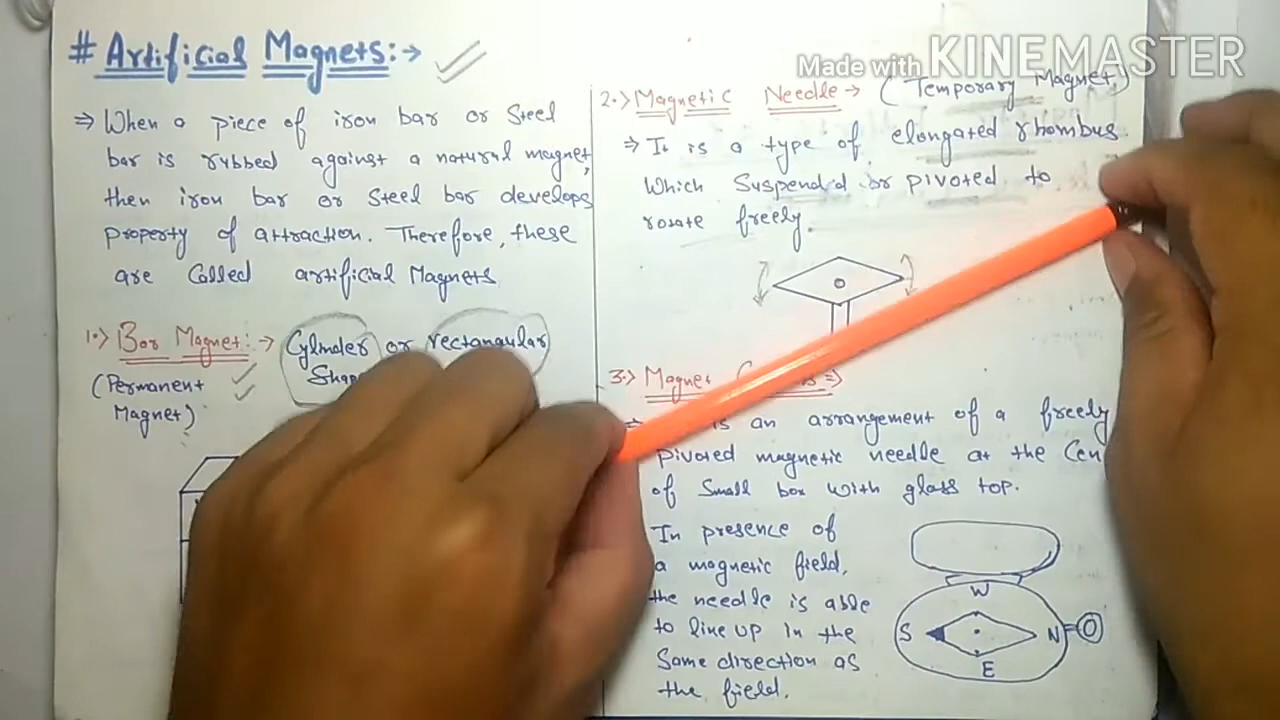 # Artificial Magnets:→
⇒ When a piece of iron bar or Steel
bar is rubbed against a natural magnet,
then iron bar or Steel bar develops
property of attraction. Therefore, these
are Called artificial Magnets
1.→ Bar Magnet:→ Cylinder or rectangular
(Permanent
Magnet)
Made with KINEMASTER
2.→ Magnetic Needle→ (Temporary Magnet)
⇒ It is a type of elongated rhombus
Which Suspended or pivoted to
rotate freely.
3.→ Magnet
is an arrangement of a freely
pivoted magnetic needle at the Cen
of Small box with glass top.
In presence of
a magnetic field,
the needle is able
to line up in the
Same direction as
the field.
W
S N
E